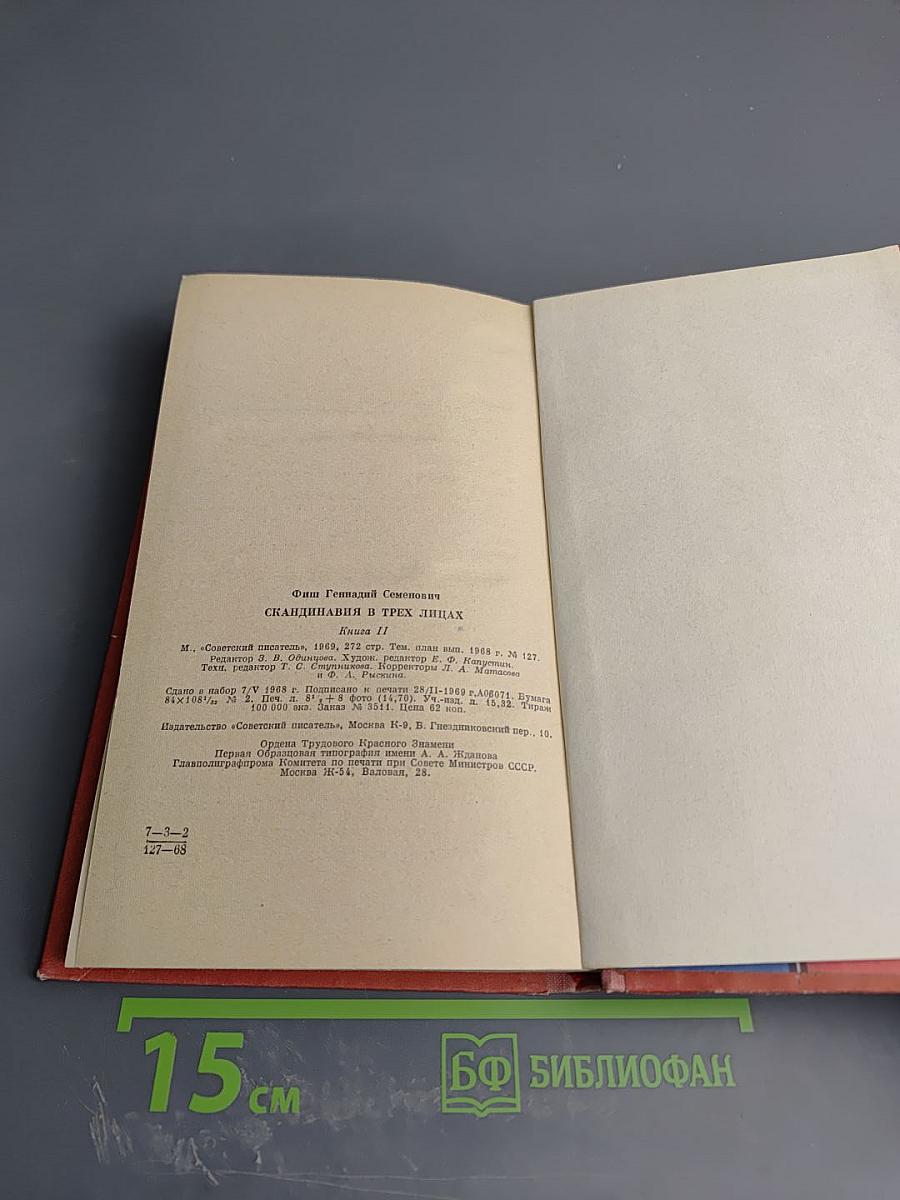 Фиш Геннадий Семенович
СКАНДИНАВИЯ В ТРЕХ ЛИЦАХ
Книга II
М., «Советский писатель», 1969, 272 стр. Тем. план вып. 1968 г. № 127.
Редактор З. В. Одинцова. Худож. редактор Е. Ф. Капустин.
Техн. редактор Т. С. Ступникова. Корректоры Л. А. Матасова
и Ф. А. Рыскина.
Сдано в набор 7/V 1968 г. Подписано к печати 28/II-1969 г. А06071. Бумага
84×108¹/₃₂ № 2. Печ. л. + 8 фото (14,70). Уч.-изд. л. 15,32. Тираж
100 000 экз. Заказ № 3511. Цена 62 коп.
Издательство «Советский писатель», Москва К-9, Б. Гнездниковский пер., 10.
Ордена Трудового Красного Знамени
Первая Образцовая типография имени А. А. Жданова
Главполиграфпрома Комитета по печати при Совете Министров СССР.
Москва Ж-54, Валовая, 28.
7—3—2
127—68
15 см
БФ БИБЛИОФАН